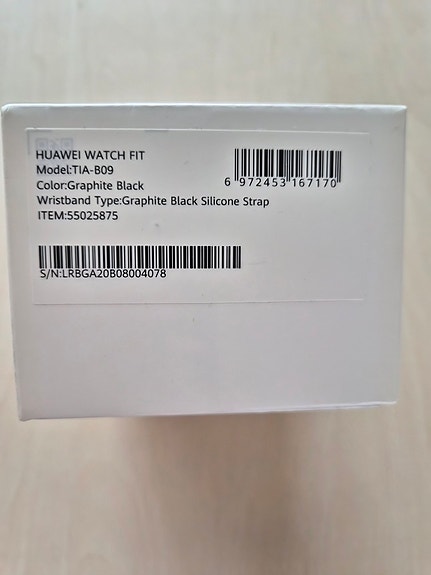 HUAWEI WATCH FIT
Model:TIA-B09
Color:Graphite Black
Wristband Type:Graphite Black Silicone Strap
ITEM:55025875
6 972453 167170
S/N:LRBGA20B08004078